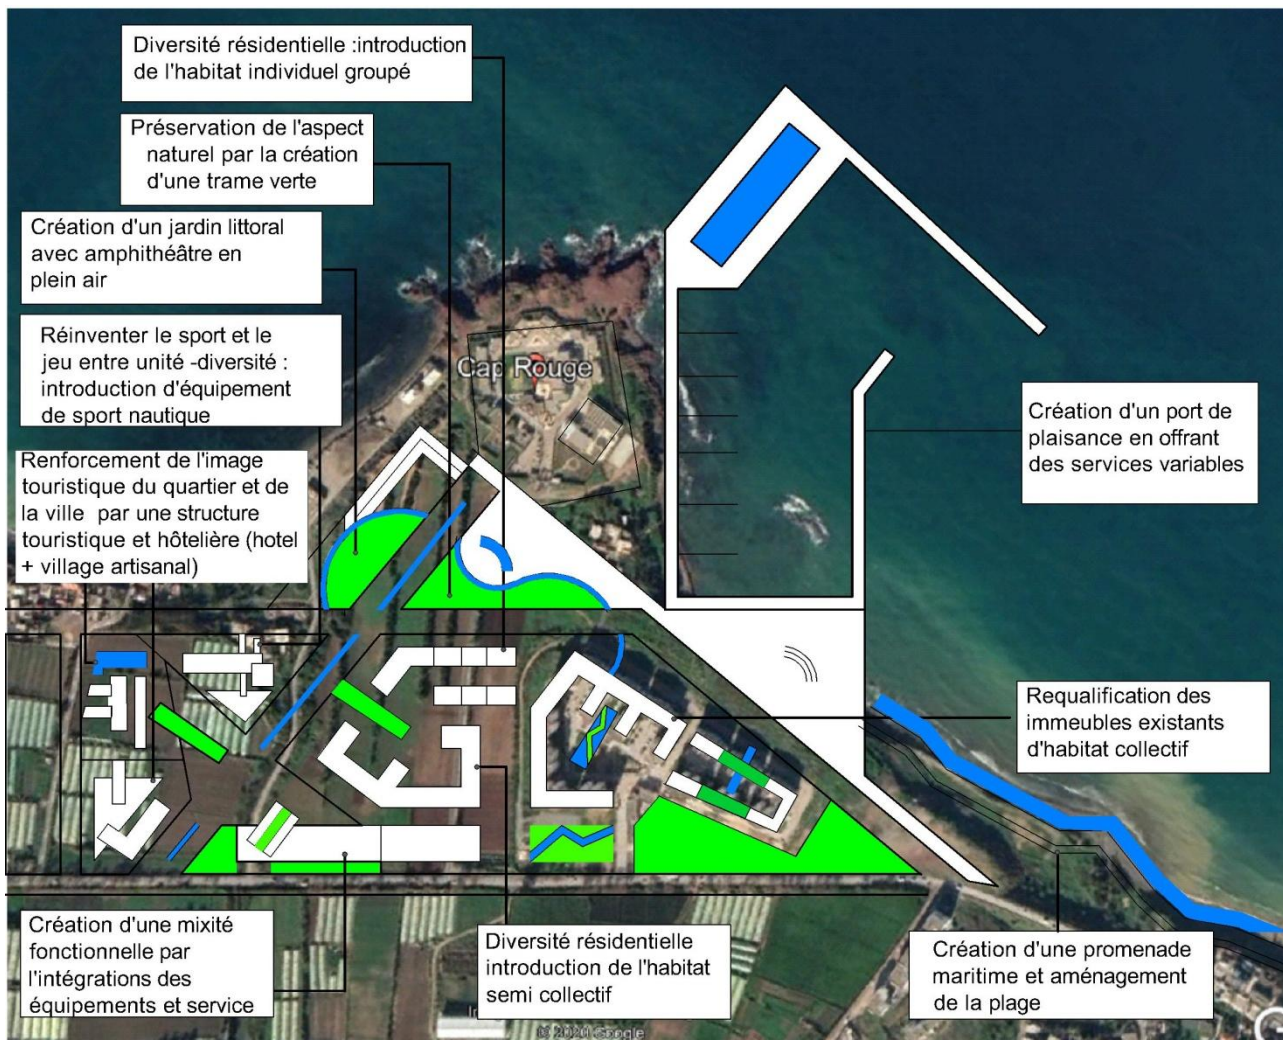 Diversité résidentielle :introduction
de l'habitat individuel groupé
Préservation de l'aspect
naturel par la création
d'une trame verte
Création d'un jardin littoral
avec amphithéâtre en
plein air
Réinventer le sport et le
jeu entre unité -diversité :
introduction d'équipement
de sport nautique
Renforcement de l'image
touristique du quartier et de
la ville par une structure
touristique et hôtelière (hotel
+ village artisanal)
Cap Rouge
Création d'un port de
plaisance en offrant
des services variables
Requalification des
immeubles existants
d'habitat collectif
Création d'une mixité
fonctionnelle par
l'intégrations des
équipements et service
Diversité résidentielle
introduction de l'habitat
semi collectif
Création d'une promenade
maritime et aménagement
de la plage
© 2020 Google